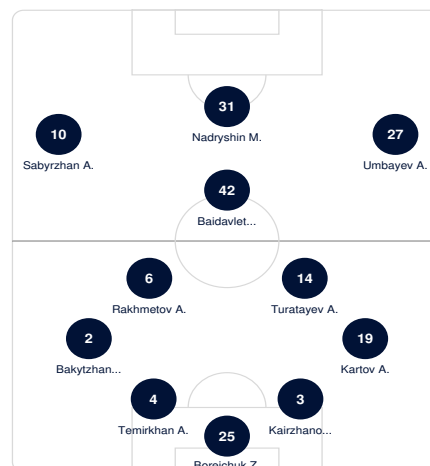 31
Nadryshin M.
10
Sabyrzhan A.
27
Umbayev A.
42
Baidavlet...
6
Rakhmetov A.
14
Turatayev A.
2
Bakytzhan...
19
Kartov A.
4
Temirkhan A.
3
Kairzhano...
25